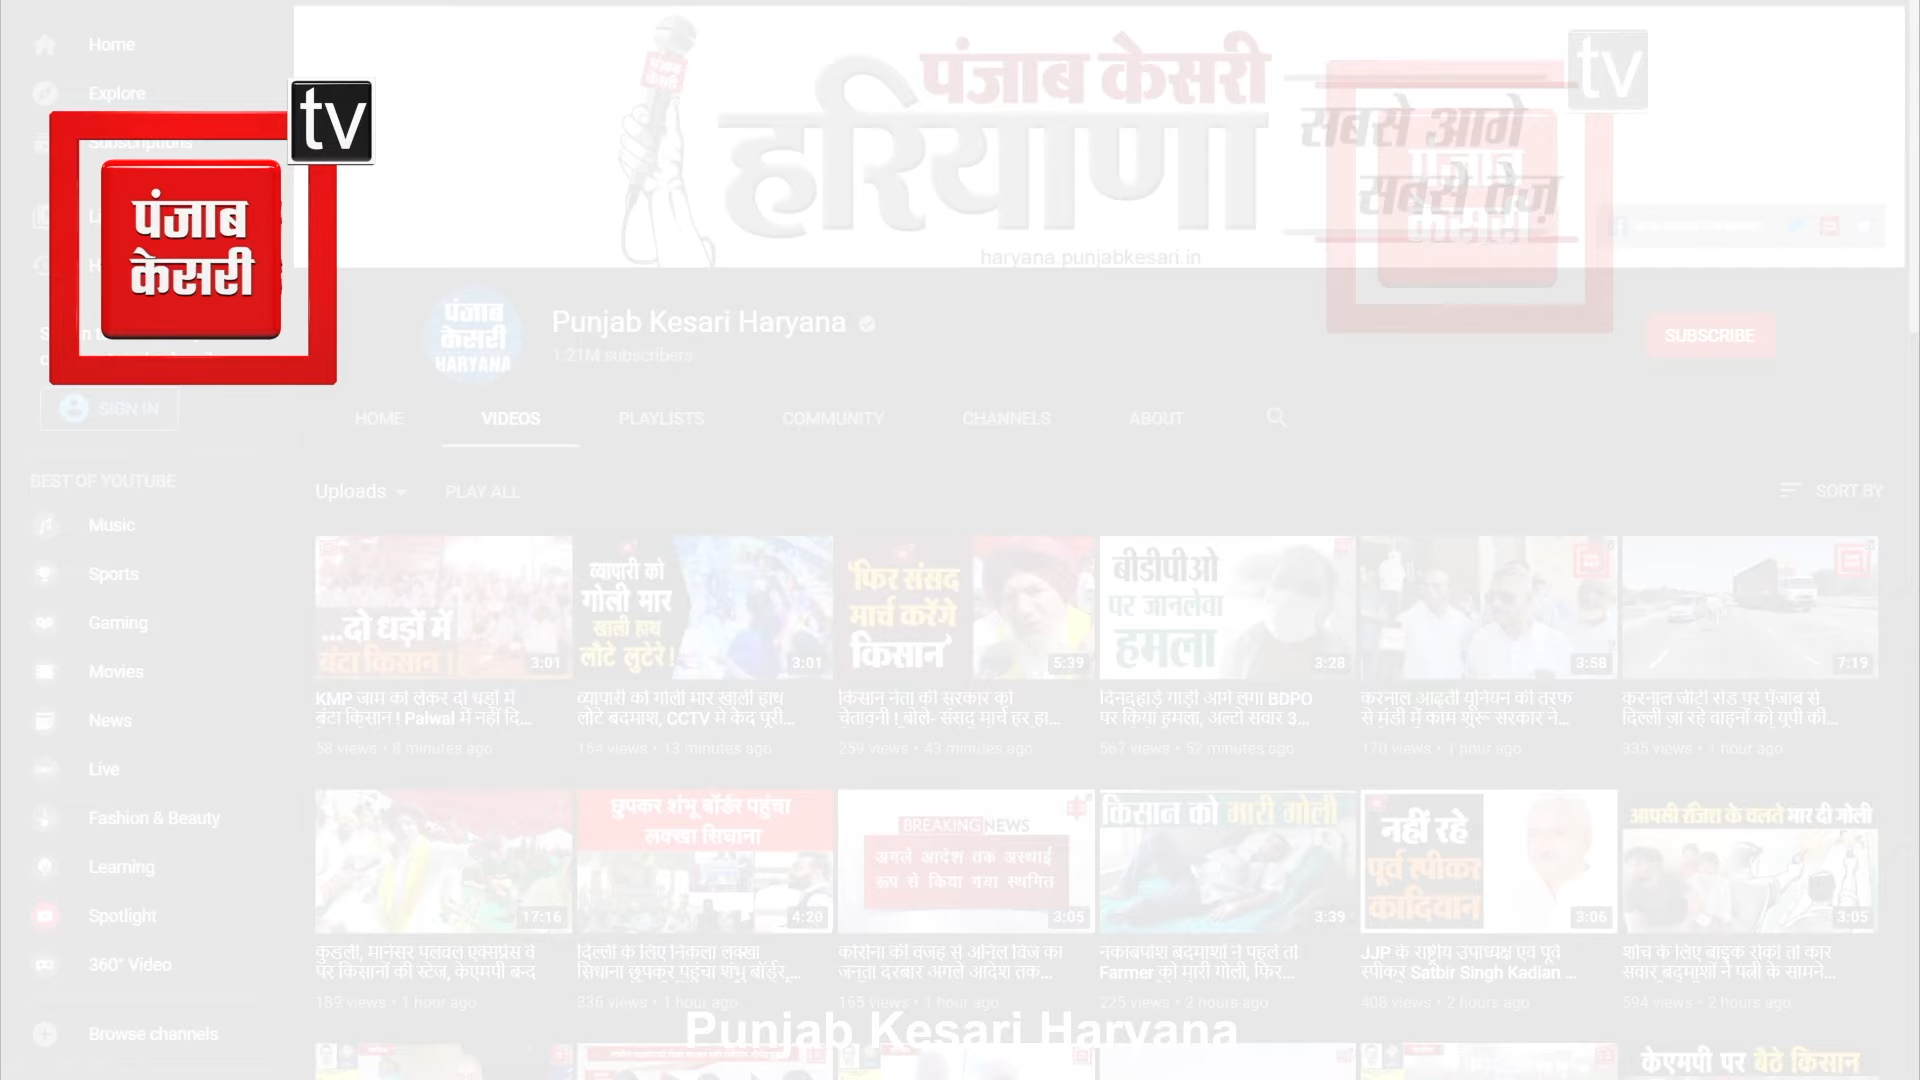 Home
Explore
Subscriptions
tv
पंजाब
केसरी
SIGN IN
BEST OF YOUTUBE
Music
Sports
Gaming
Movies
News
Live
Fashion & Beauty
Learning
Spotlight
360° Video
Browse channels
पंजाब केसरी
हरियाणा
haryana.punjabkesari.in
सबसे आगे
सबसे तेज़
tv
पंजाब
केसरी
पंजाब
केसरी
HARYANA
Punjab Kesari Haryana
1.21M subscribers
SUBSCRIBE
HOME VIDEOS PLAYLISTS COMMUNITY CHANNELS ABOUT
Uploads PLAY ALL SORT BY
...दो धड़ों में
बंटा किसान !
3:01
KMP जाम को लेकर दो धड़ों में
बंटा किसान ! Palwal में नहीं दि...
58 views • 8 minutes ago
व्यापारी को
गोली मार
खाली हाथ
लौटे लुटेरे !
3:01
व्यापारी को गोली मार खाली हाथ
लौटे बदमाश, CCTV में कैद पूरी...
184 views • 13 minutes ago
'फिर संसद
मार्च करेंगे
किसान'
5:39
किसान नेता की सरकार को
चेतावनी ! बोले- संसद मार्च हर हा...
259 views • 43 minutes ago
बीडीपीओ
पर जानलेवा
हमला
3:28
दिनदहाड़े गाड़ी आगे लगा BDPO
पर किया हमला, अल्टो सवार 3...
567 views • 52 minutes ago
3:58
करनाल आढ़ती यूनियन की तरफ
से मंडी में काम शुरू सरकार ने...
170 views • 1 hour ago
7:19
करनाल जीटी रोड पर पंजाब से
दिल्ली जा रहे वाहनों को यूपी की...
335 views • 1 hour ago
17:16
कुंडली, मानेसर पलवल एक्सप्रेस वे
पर किसानों की स्टेज, केएमपी बन्द
189 views • 1 hour ago
छुपकर शंभू बॉर्डर पहुंचा
लक्खा सिधाना
4:20
दिल्ली के लिए निकला लक्खा
सिधाना छुपकर पहुंचा शंभू बॉर्डर,...
336 views • 1 hour ago
BREAKING NEWS
अगले आदेश तक अस्थाई
रूप से किया गया स्थगित
3:05
कोरोना की वजह से अनिल विज का
जनता दरबार अगले आदेश तक...
165 views • 1 hour ago
किसान को मारी गोली
3:39
नकाबपोश बदमाशों ने पहले तो
Farmer को मारी गोली, फिर...
225 views • 2 hours ago
नहीं रहे
पूर्व स्पीकर
कादियान
3:06
JJP के राष्ट्रीय उपाध्यक्ष एवं पूर्व
स्पीकर Satbir Singh Kadian ...
408 views • 2 hours ago
आपसी रंजिश के चलते मार दी गोली
3:05
शौच के लिए बाइक रोकी तो कार
सवार बदमाशों ने पत्नी के सामने...
594 views • 2 hours ago
Punjab Kesari Haryana
केएमपी पर बैठे किसान